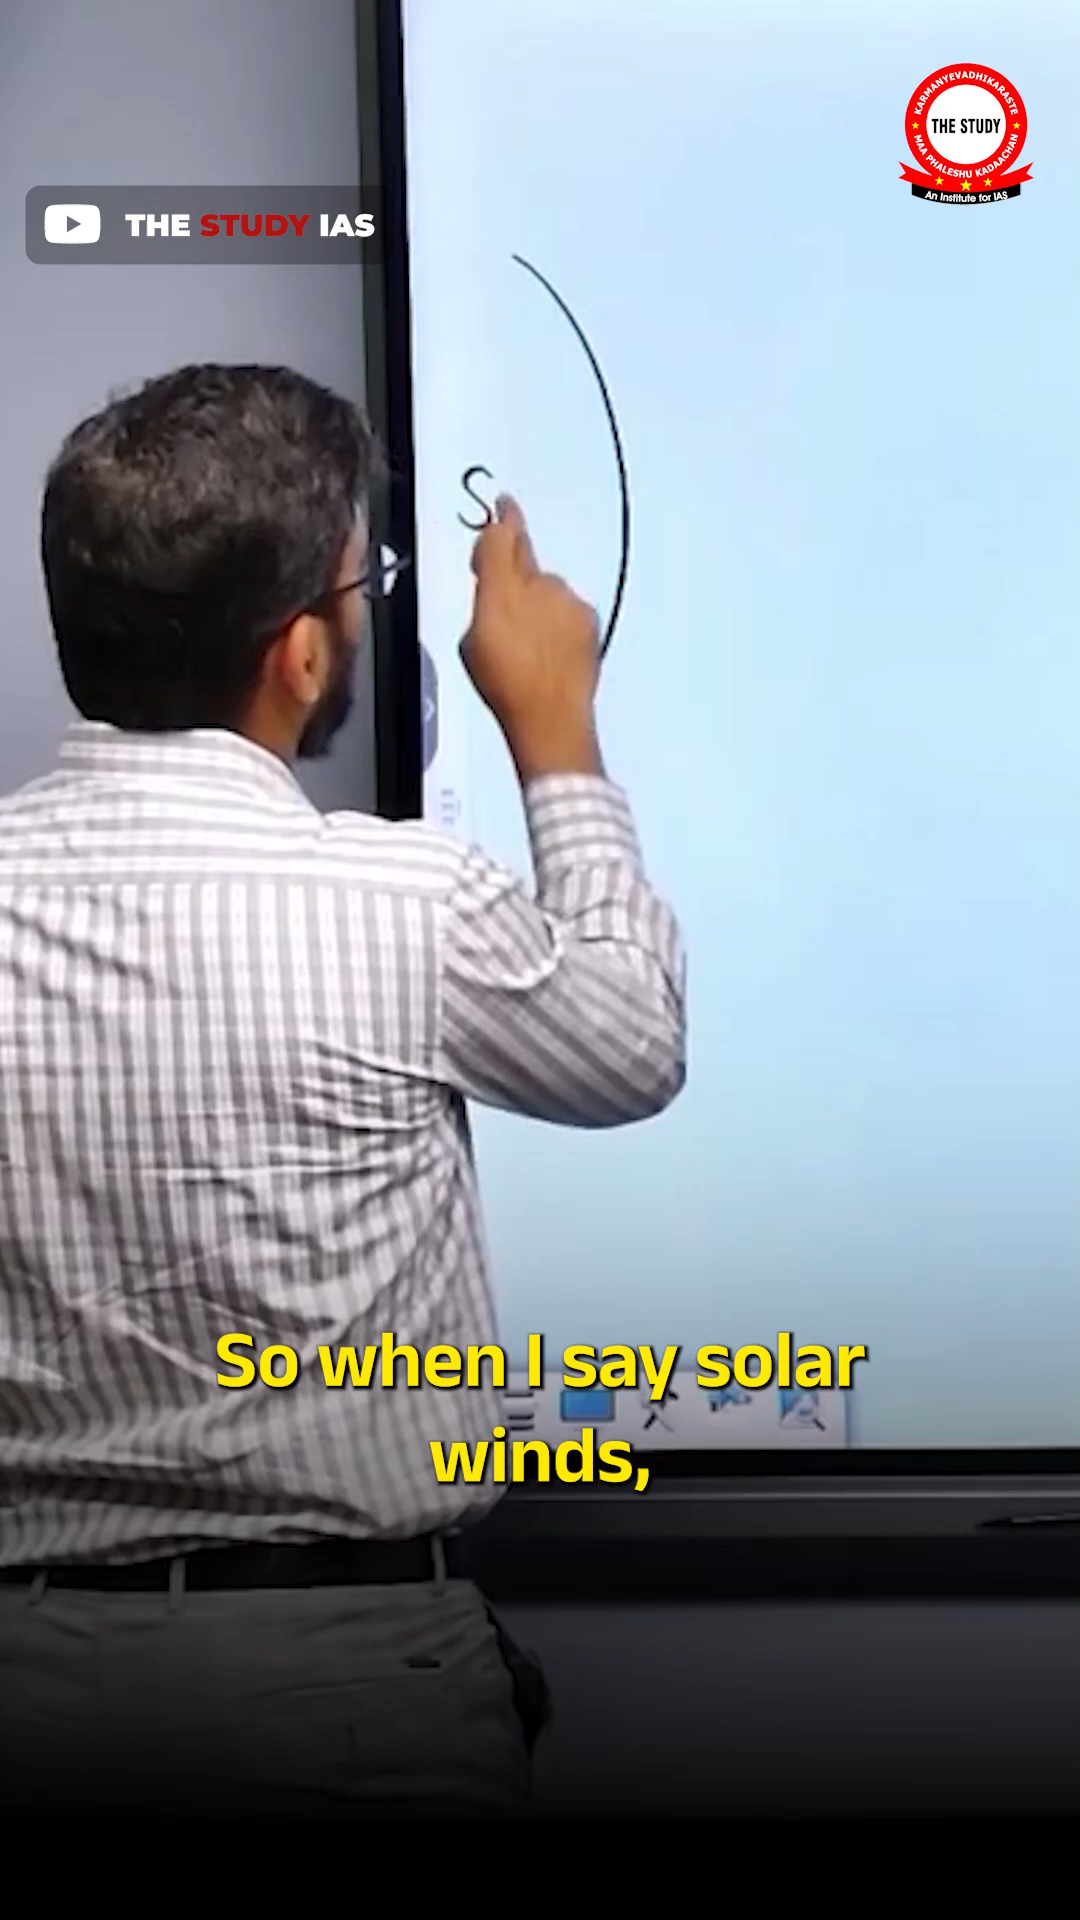 KARMANYEVADHIKARASTE
THE STUDY
MAA PHALESHU KADAACHAN
An Institute for IAS
THE STUDY IAS
S
So when I say solar
winds,